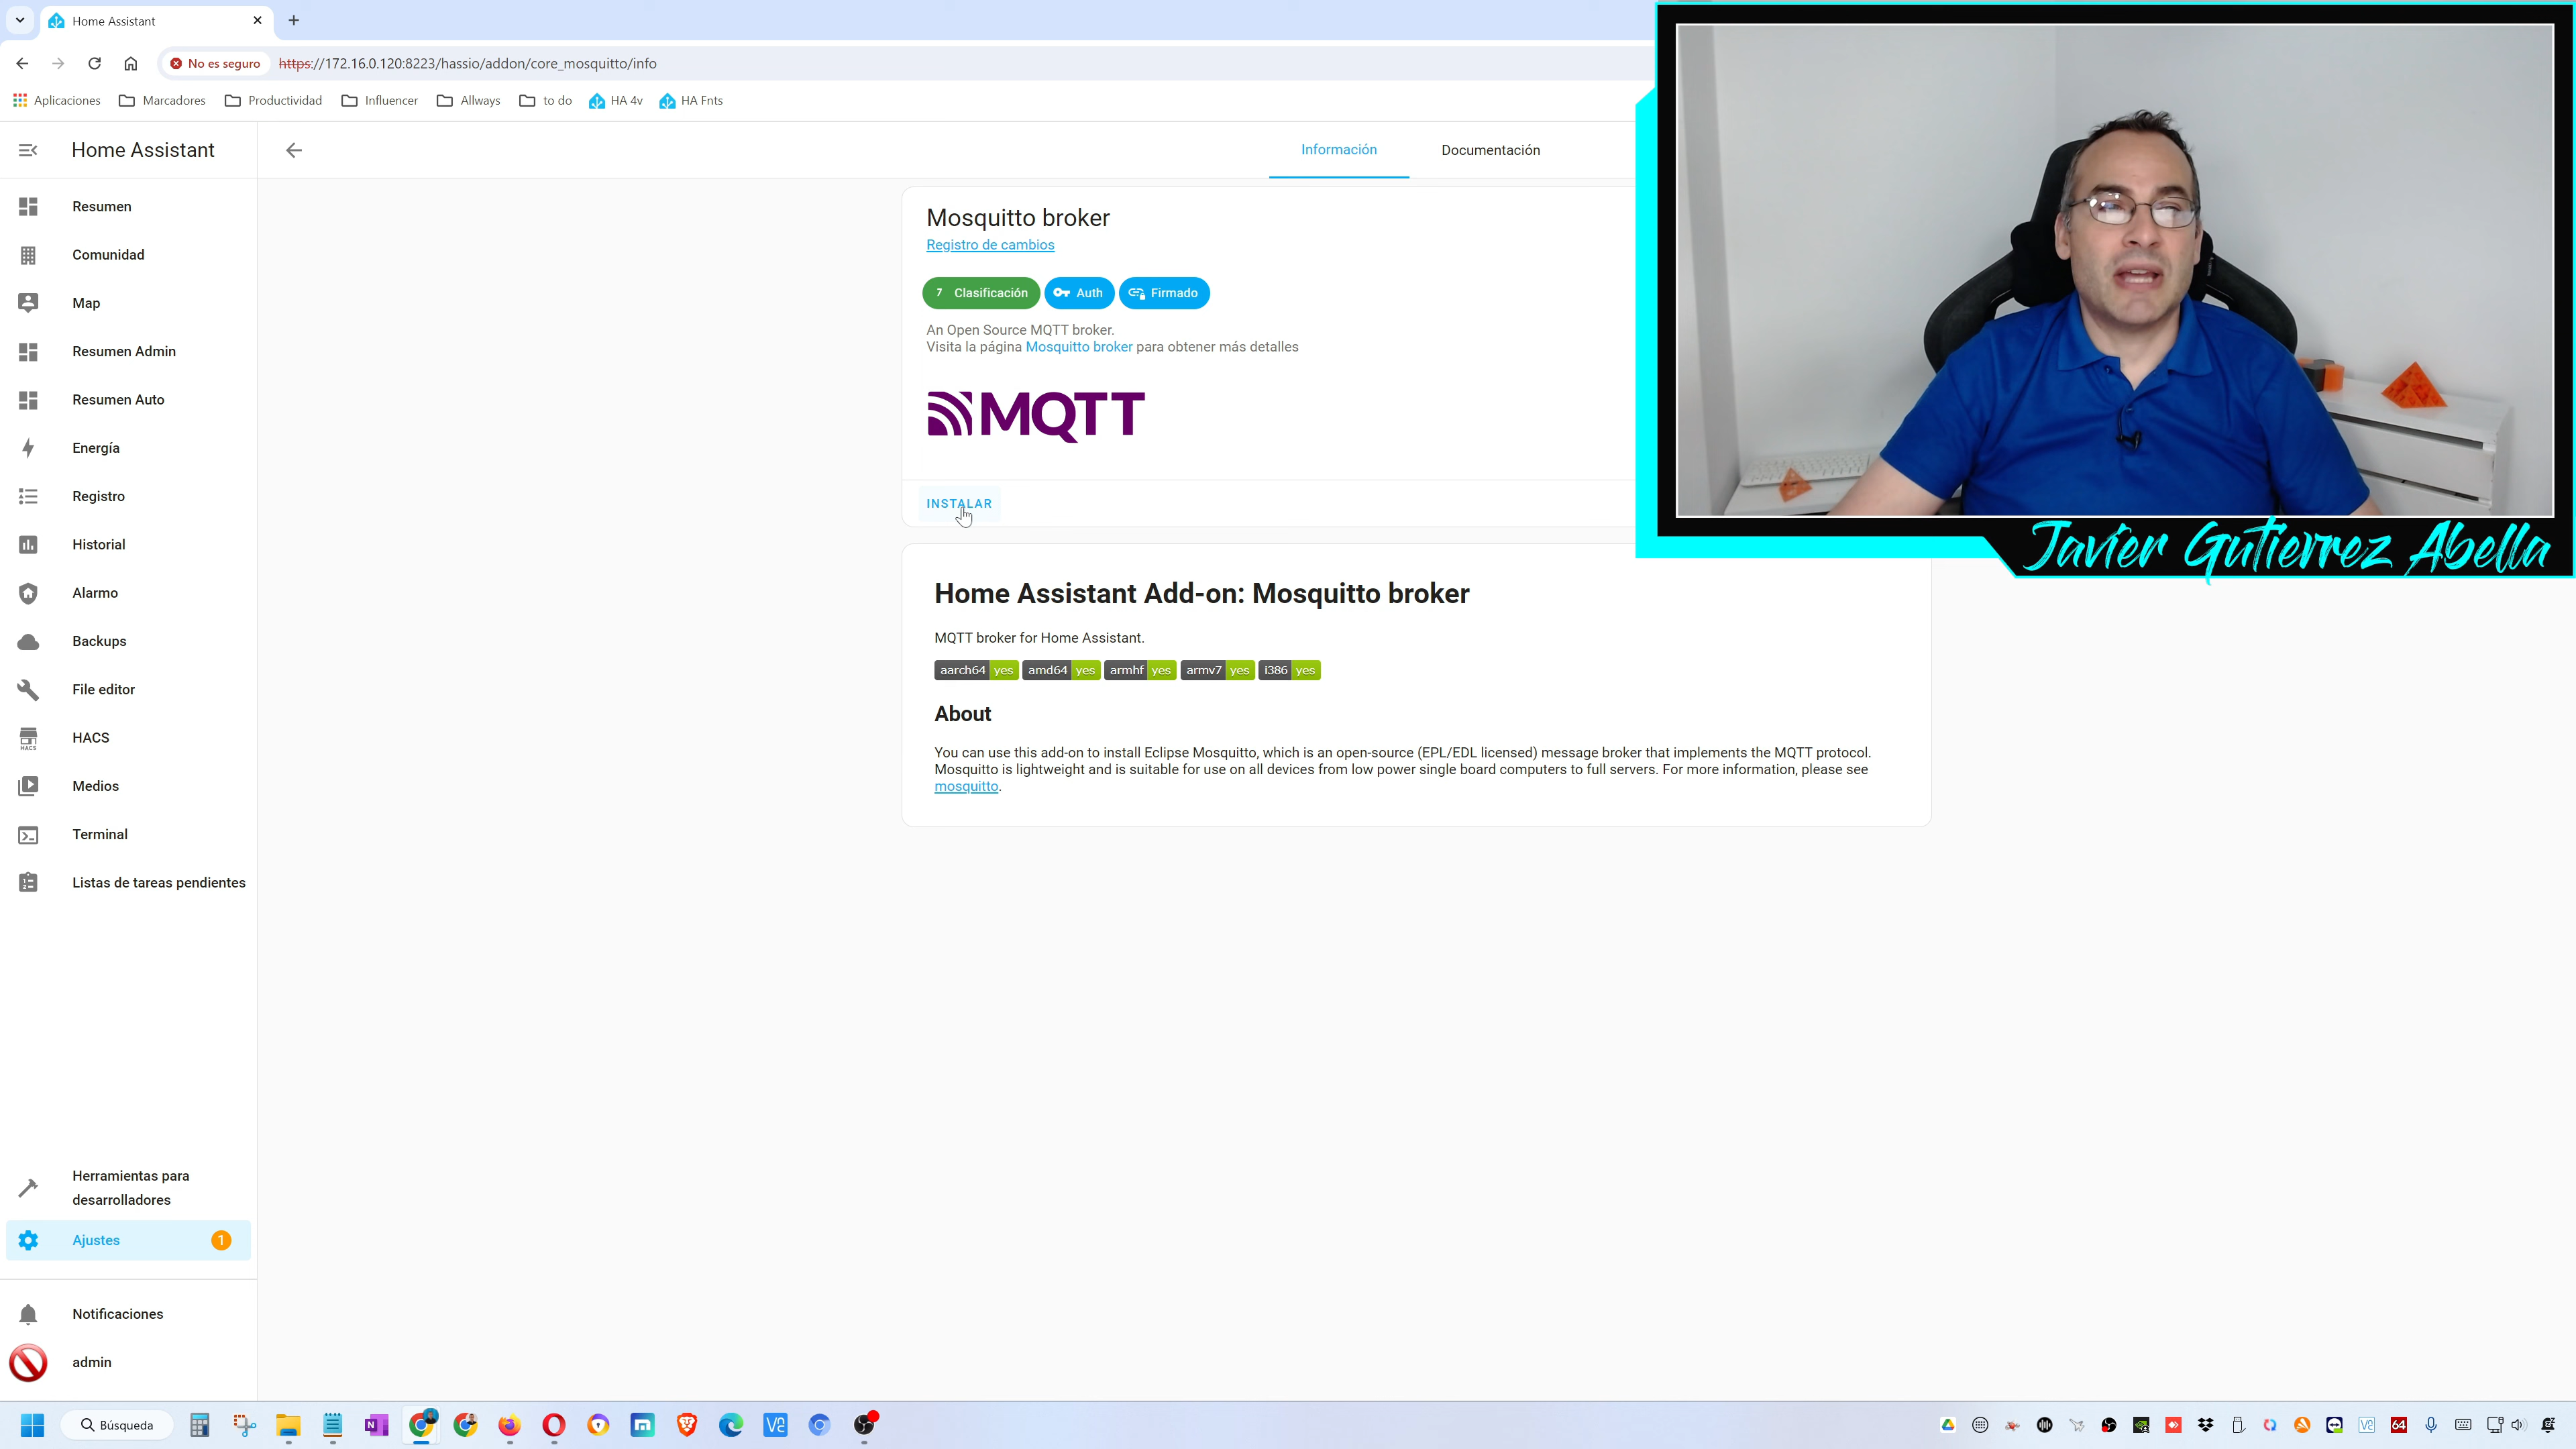 Home Assistant
No es seguro
https://172.16.0.120:8223/hassio/addon/core_mosquitto/info
Aplicaciones
Marcadores
Productividad
Influencer
Allways
to do
HA 4v
HA Fnts
Home Assistant
Información
Documentación
Resumen
Comunidad
Map
Resumen Admin
Resumen Auto
Energía
Registro
Historial
Alarmo
Backups
File editor
HACS
HACS
Medios
Terminal
Listas de tareas pendientes
Herramientas para
desarrolladores
Ajustes
1
Notificaciones
admin
Mosquitto broker
Registro de cambios
7 Clasificación
Auth
Firmado
An Open Source MQTT broker.
Visita la página Mosquitto broker para obtener más detalles
MQTT
INSTALAR
Home Assistant Add-on: Mosquitto broker
MQTT broker for Home Assistant.
aarch64 yes amd64 yes armhf yes armv7 yes i386 yes
About
You can use this add-on to install Eclipse Mosquitto, which is an open-source (EPL/EDL licensed) message broker that implements the MQTT protocol.
Mosquitto is lightweight and is suitable for use on all devices from low power single board computers to full servers. For more information, please see
mosquitto.
Javier Gutierrez Abella
Búsqueda
64